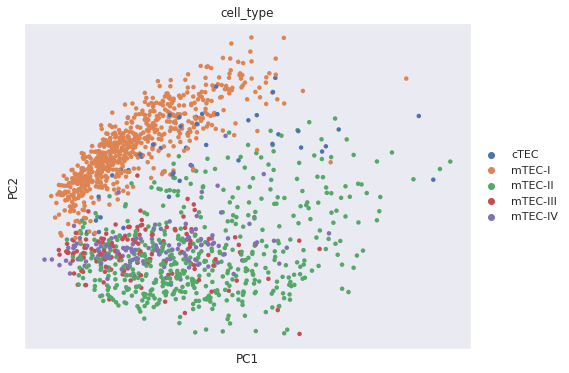 cell_type
PC2
cTEC
mTEC-I
mTEC-II
mTEC-III
mTEC-IV
PC1